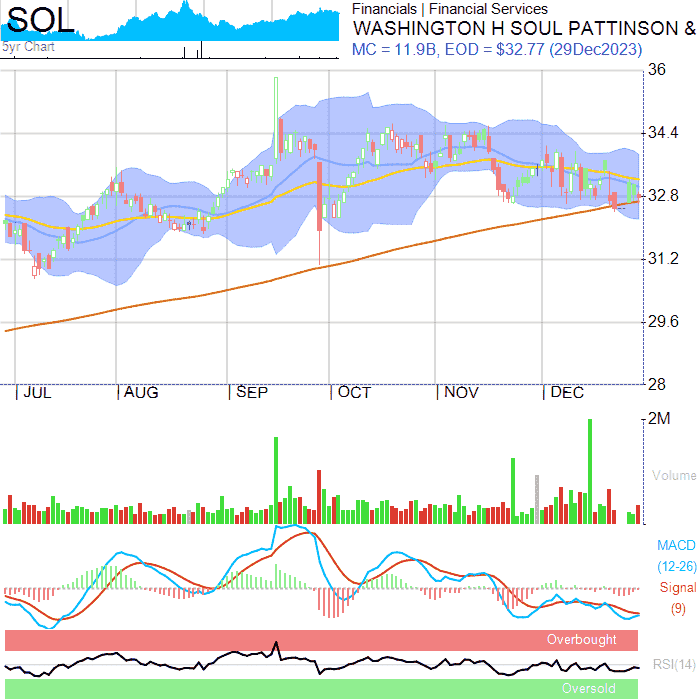 SOL
5yr Chart
Financials | Financial Services
WASHINGTON H SOUL PATTINSON &
MC = 11.9B, EOD = $32.77 (29Dec2023)
36
34.4
32.8
31.2
29.6
28
JUL AUG SEP OCT NOV DEC
2M
Volume
MACD
(12-26)
Signal
(9)
Overbought
RSI(14)
Oversold